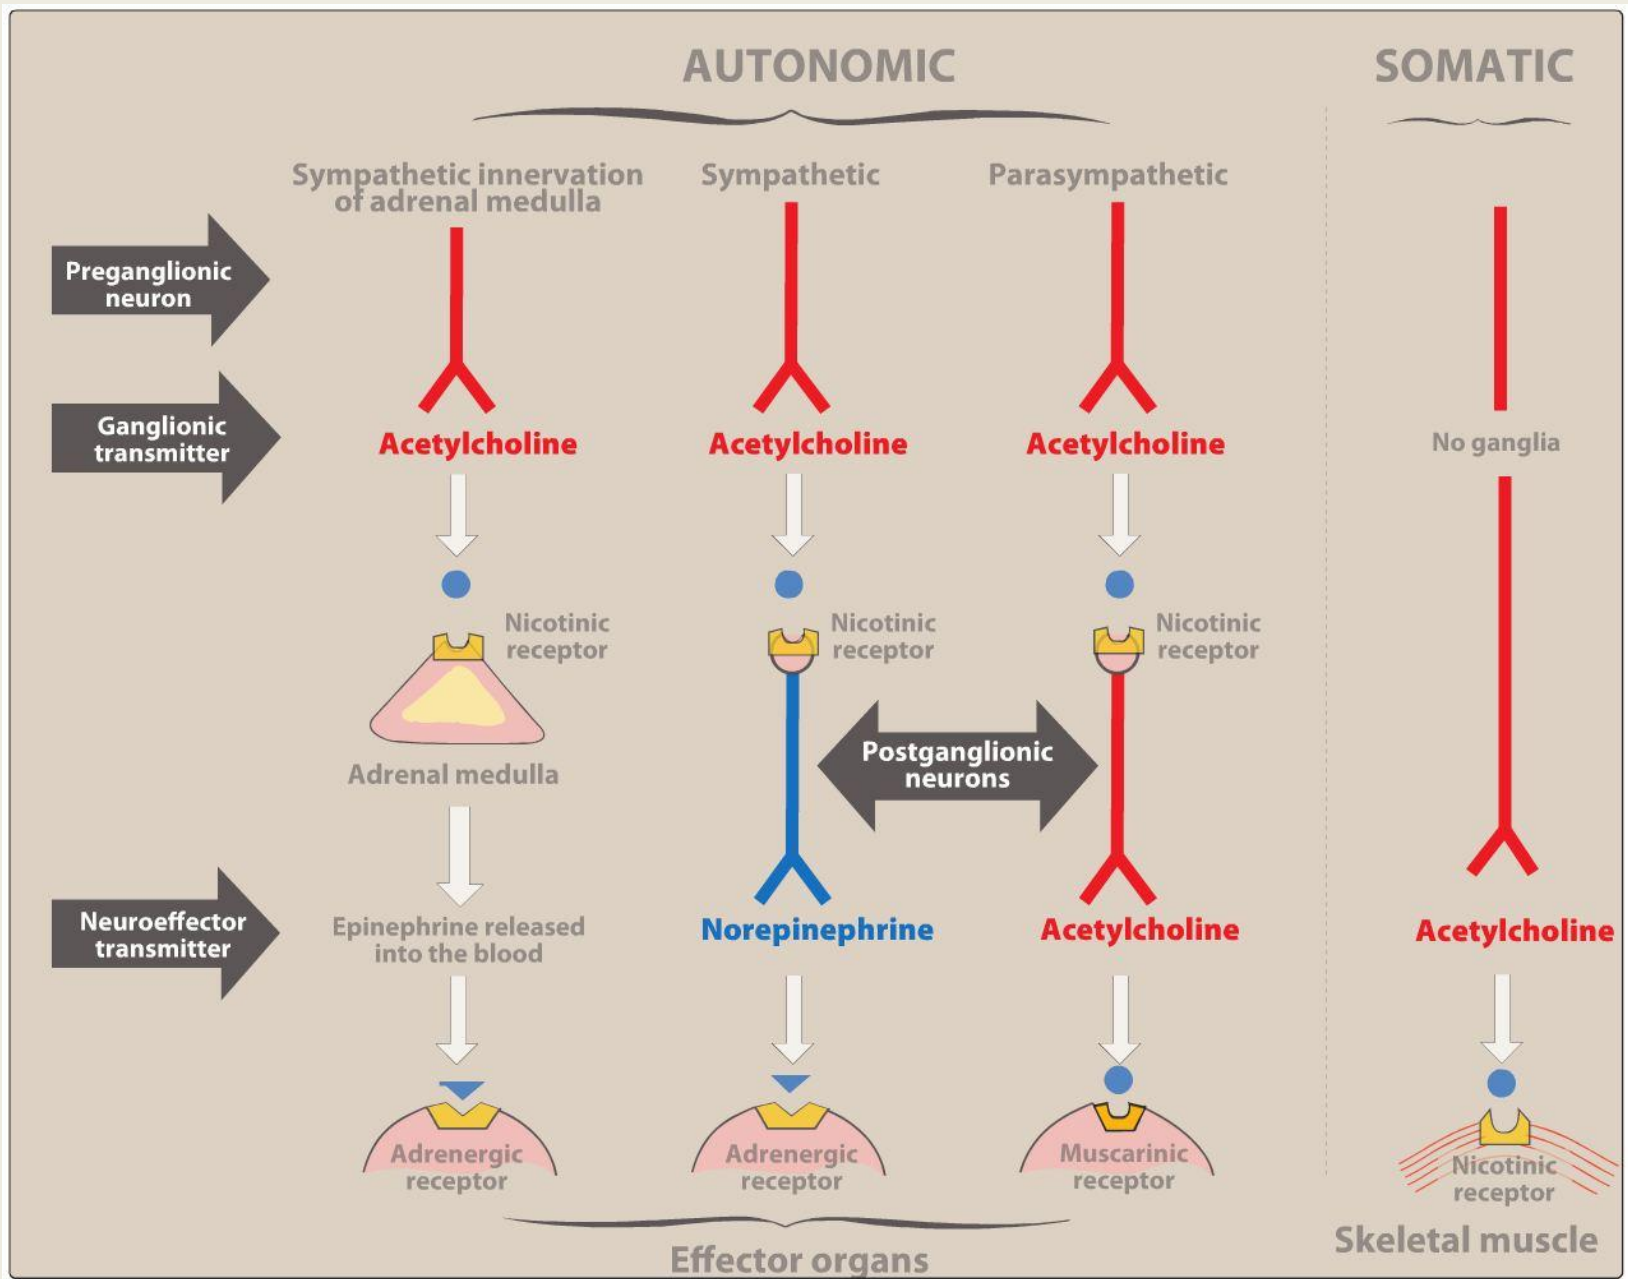 AUTONOMIC
SOMATIC
Sympathetic innervation
of adrenal medulla
Sympathetic
Parasympathetic
Preganglionic
neuron
Ganglionic
transmitter
Acetylcholine
Acetylcholine
Acetylcholine
No ganglia
Nicotinic
receptor
Nicotinic
receptor
Nicotinic
receptor
Adrenal medulla
Postganglionic
neurons
Neuroeffector
transmitter
Epinephrine released
into the blood
Norepinephrine
Acetylcholine
Acetylcholine
Adrenergic
receptor
Adrenergic
receptor
Muscarinic
receptor
Nicotinic
receptor
Skeletal muscle
Effector organs